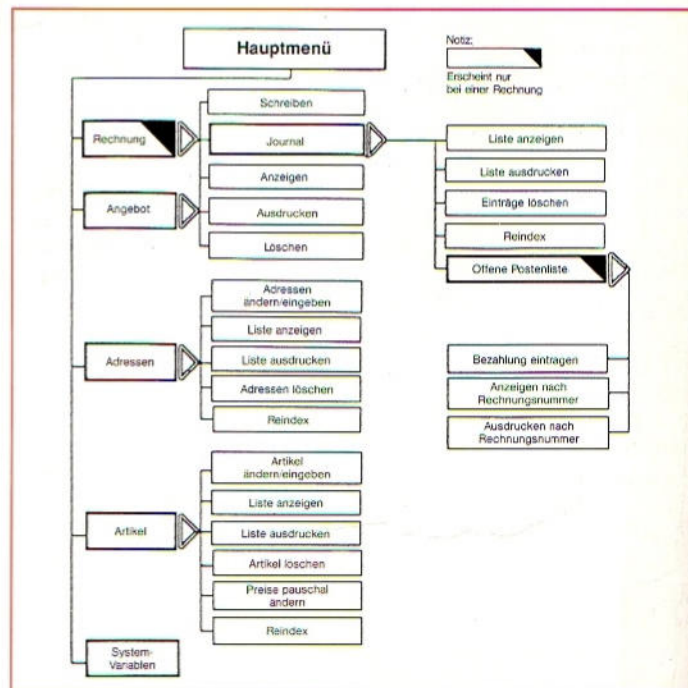 Hauptmenü
Notiz:
Erscheint nur
bei einer Rechnung
Rechnung
Angebot
Schreiben
Journal
Anzeigen
Ausdrucken
Löschen
Liste anzeigen
Liste ausdrucken
Einträge löschen
Reindex
Offene Postenliste
Bezahlung eintragen
Anzeigen nach
Rechnungsnummer
Ausdrucken nach
Rechnungsnummer
Adressen
Adressen
ändern/eingeben
Liste anzeigen
Liste ausdrucken
Adressen löschen
Reindex
Artikel
Artikel
ändern/eingeben
Liste anzeigen
Liste ausdrucken
Artikel löschen
Preise pauschal
ändern
Reindex
System-
Variablen